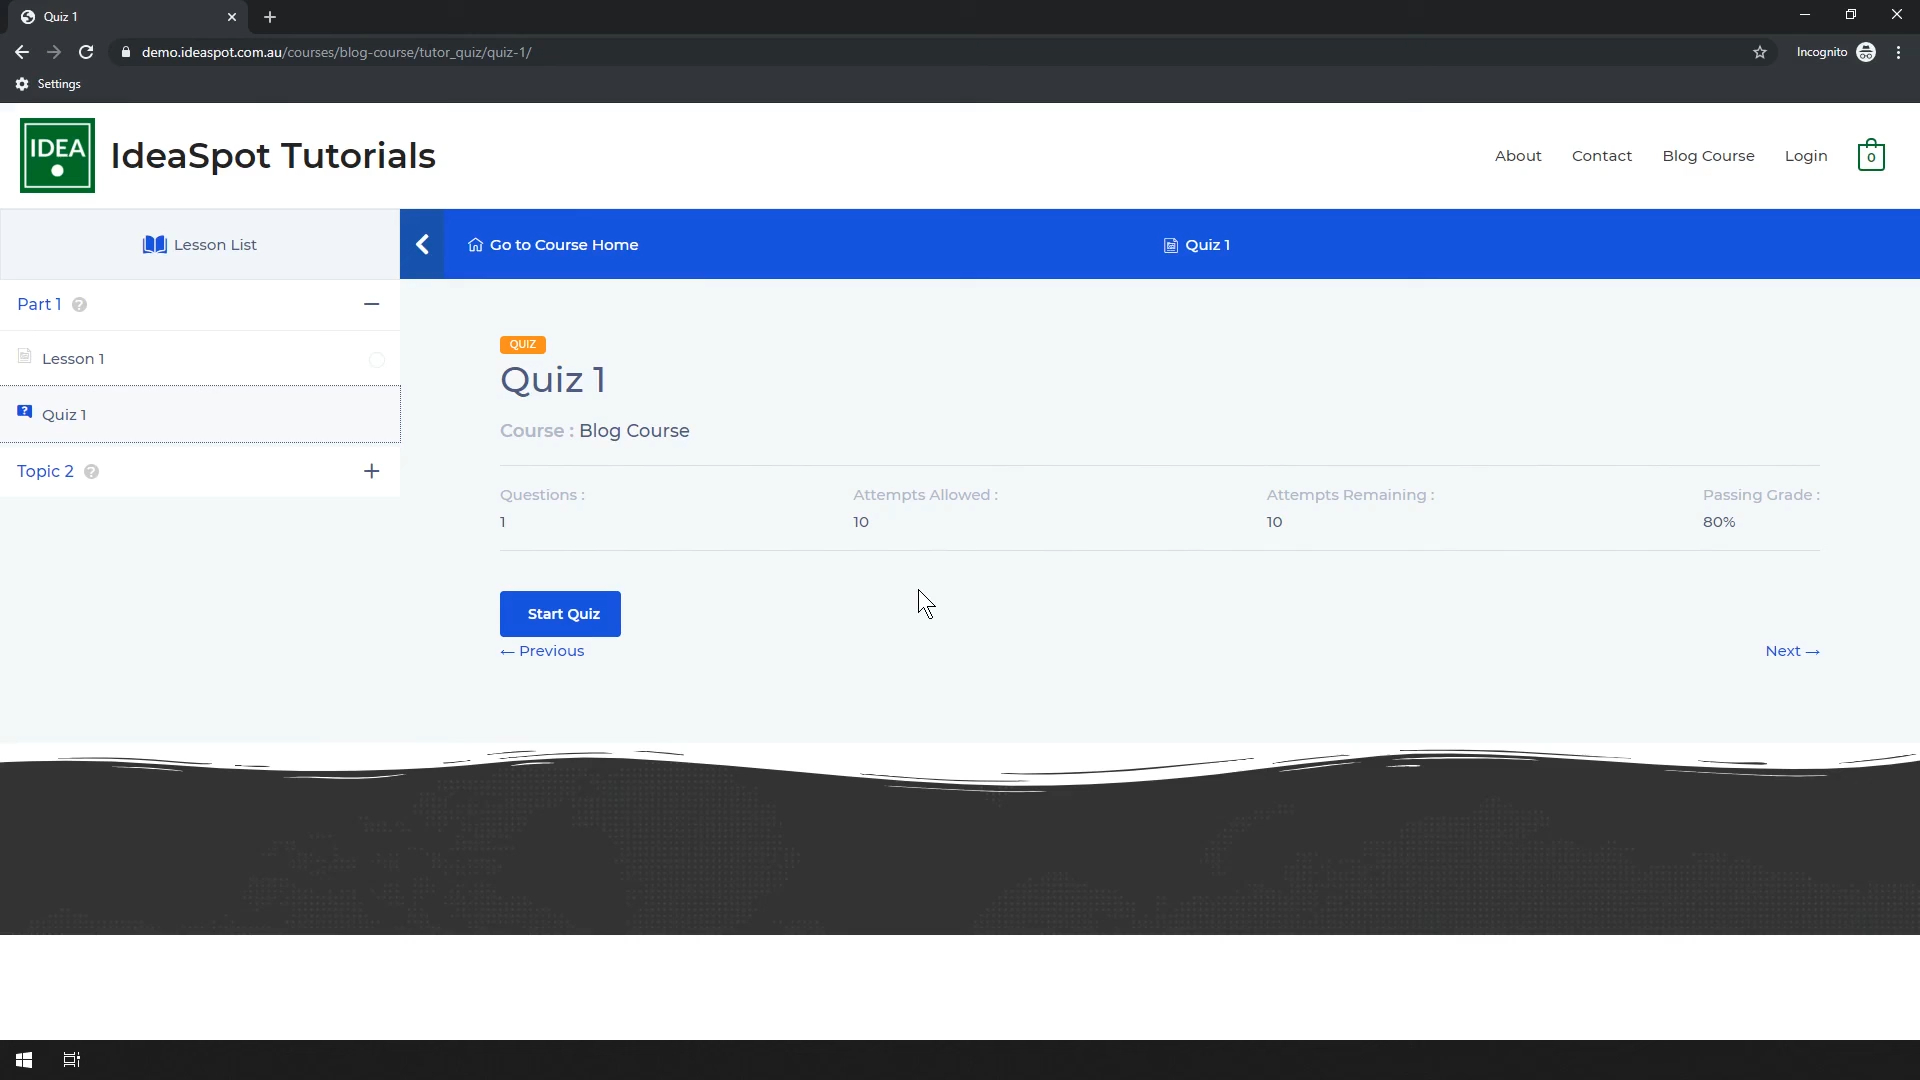 Quiz 1
demo.ideaspot.com.au/courses/blog-course/tutor_quiz/quiz-1/
Incognito
Settings
IDEA
IdeaSpot Tutorials
About
Contact
Blog Course
Login
0
Lesson List
Go to Course Home
Quiz 1
Part 1 ?
Lesson 1
? Quiz 1
Topic 2 ?
QUIZ
Quiz 1
Course : Blog Course
Questions :
1
Attempts Allowed :
10
Attempts Remaining :
10
Passing Grade :
80%
Start Quiz
← Previous
Next →